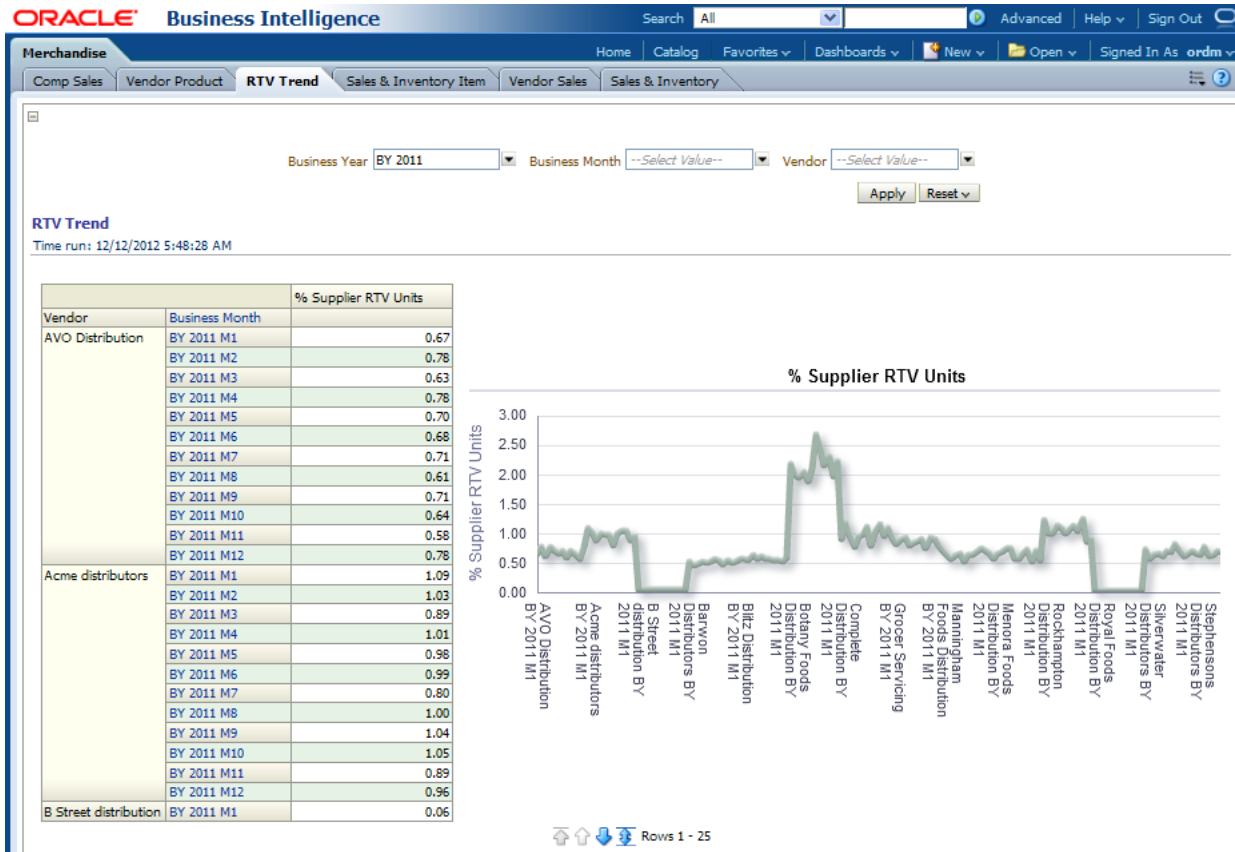 ORACLE Business Intelligence Search All Advanced Help Sign Out
Merchandise Home Catalog Favorites Dashboards New Open Signed In As ordm
Comp Sales Vendor Product RTV Trend Sales & Inventory Item Vendor Sales Sales & Inventory
Business Year BY 2011 Business Month --Select Value-- Vendor --Select Value--
Apply Reset
RTV Trend
Time run: 12/12/2012 5:48:28 AM
% Supplier RTV Units
Vendor Business Month
AVO Distribution BY 2011 M1 0.67
BY 2011 M2 0.78
BY 2011 M3 0.63
BY 2011 M4 0.78
BY 2011 M5 0.70
BY 2011 M6 0.68
BY 2011 M7 0.71
BY 2011 M8 0.61
BY 2011 M9 0.71
BY 2011 M10 0.64
BY 2011 M11 0.58
BY 2011 M12 0.78
Acme distributors BY 2011 M1 1.09
BY 2011 M2 1.03
BY 2011 M3 0.89
BY 2011 M4 1.01
BY 2011 M5 0.98
BY 2011 M6 0.99
BY 2011 M7 0.80
BY 2011 M8 1.00
BY 2011 M9 1.04
BY 2011 M10 1.05
BY 2011 M11 0.89
BY 2011 M12 0.96
B Street distribution BY 2011 M1 0.06
% Supplier RTV Units
% Supplier RTV Units
3.00
2.50
2.00
1.50
1.00
0.50
0.00
AVO Distribution
BY 2011 M1
Acme distributors
BY 2011 M1
B Street
distribution BY
2011 M1
Barwon
Distributors BY
2011 M1
Blitz Distribution
BY 2011 M1
Botany Foods
Distribution BY
2011 M1
Complete
Distribution BY
2011 M1
Grocer Servicing
BY 2011 M1
Manningham
Foods Distribution
BY 2011 M1
Menora Foods
Distribution BY
2011 M1
Rockhampton
Distribution BY
2011 M1
Royal Foods
Distribution BY
2011 M1
Silverwater
Distributors BY
2011 M1
Stephensons
Distributors BY
2011 M1
Rows 1 - 25